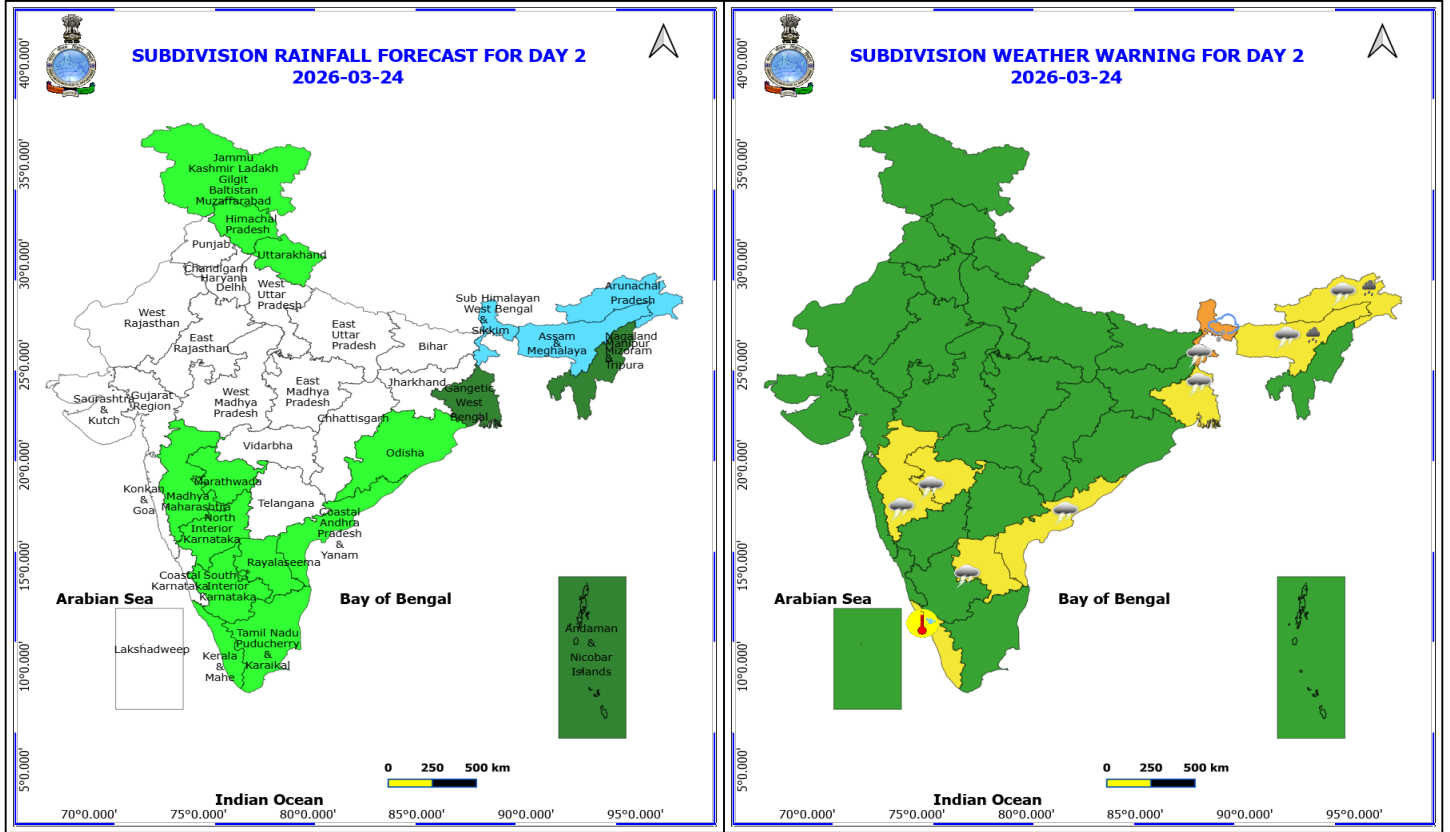 SUBDIVISION RAINFALL FORECAST FOR DAY 2
2026-03-24
40°0.000'
35°0.000'
30°0.000'
25°0.000'
20°0.000'
15°0.000'
10°0.000'
5°0.000'
Jammu
Kashmir Ladakh
Gilgit
Baltistan
Muzaffarabad
Himachal
Pradesh
Punjab
Uttarakhand
Chandigarh
Haryana
Delhi
West
Uttar
Pradesh
West
Rajasthan
East
Rajasthan
East
Uttar
Pradesh
Bihar
Sub Himalayan
West Bengal
&
Sikkim
Arunachal
Pradesh
Assam
&
Meghalaya
Nagaland
Manipur
Mizoram
&
Tripura
Saurashtra
&
Kutch
Gujarat
Region
West
Madhya
Pradesh
East
Madhya
Pradesh
Jharkhand
Gangetic
West
Bengal
Chhattisgarh
Odisha
Vidarbha
Konkan
&
Goa
Marathwada
Madhya
Maharashtra
North
Interior
Karnataka
Telangana
Coastal
Andhra
Pradesh
&
Yanam
Rayalaseema
Coastal
Karnataka
South
Interior
Karnataka
Arabian Sea
Bay of Bengal
Lakshadweep
Kerala
&
Mahe
Tamil Nadu
Puducherry
&
Karaikal
Andaman
&
Nicobar
Islands
0 250 500 km
Indian Ocean
70°0.000' 75°0.000' 80°0.000' 85°0.000' 90°0.000' 95°0.000'
SUBDIVISION WEATHER WARNING FOR DAY 2
2026-03-24
40°0.000'
35°0.000'
30°0.000'
25°0.000'
20°0.000'
15°0.000'
10°0.000'
5°0.000'
Arabian Sea
Bay of Bengal
0 250 500 km
Indian Ocean
70°0.000' 75°0.000' 80°0.000' 85°0.000' 90°0.000' 95°0.000'